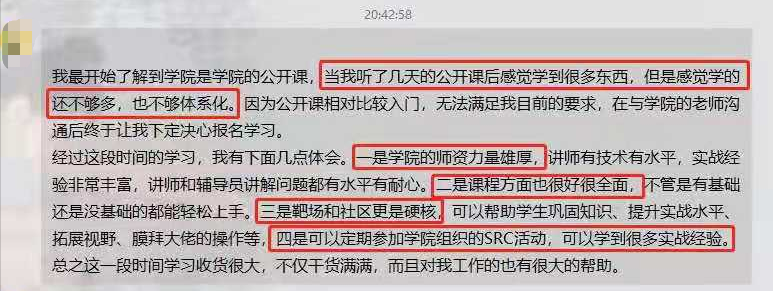 20:42:58
我最开始了解到学院是学院的公开课，当我听了几天的公开课后感觉学到很多东西，但是感觉学的
还不够多，也不够体系化。因为公开课相对比较入门，无法满足我目前的要求，在与学院的老师沟
通后终于让我下定决心报名学习。
经过这段时间的学习，我有下面几点体会。一是学院的师资力量雄厚，讲师有技术有水平，实战经
验非常丰富，讲师和辅导员讲解问题都有水平有耐心。二是课程方面也很好很全面，不管是有基础
还是没基础的都能轻松上手。三是靶场和社区更是硬核，可以帮助学生巩固知识、提升实战水平、
拓展视野、膜拜大佬的操作等，四是可以定期参加学院组织的SRC活动，可以学到很多实战经验。
总之这一段时间学习收货很大，不仅干货满满，而且对我工作的也有很大的帮助。